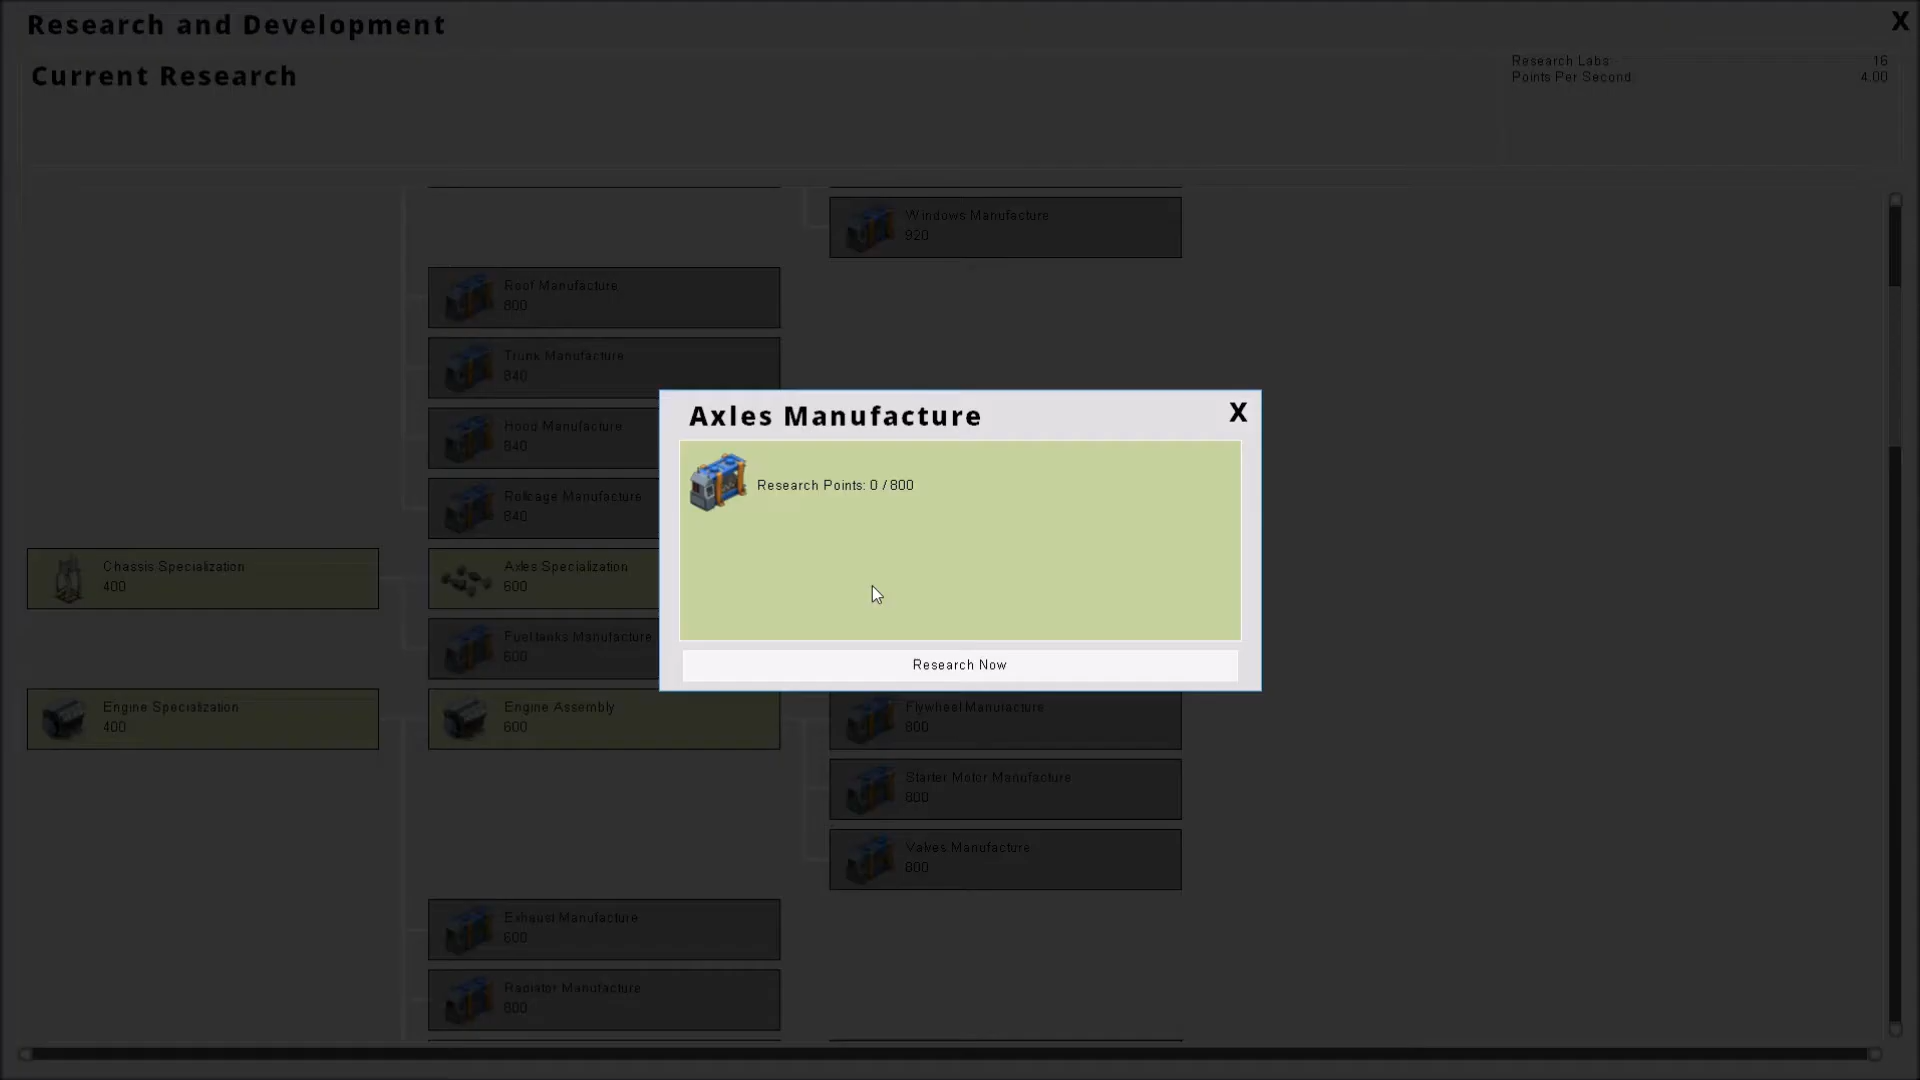 Research and Development
X
Current Research
Research Labs: 16
Points Per Second: 4.00
Windows Manufacture
920
Roof Manufacture
800
Trunk Manufacture
840
Hood Manufacture
840
Rollcage Manufacture
840
Axles Manufacture
X
Research Points: 0 / 800
Research Now
Chassis Specialization
400
Axles Specialization
600
Fueltanks Manufacture
600
Engine Specialization
400
Engine Assembly
600
Flywheel Manufacture
800
Starter Motor Manufacture
800
Valves Manufacture
800
Exhaust Manufacture
600
Radiator Manufacture
800